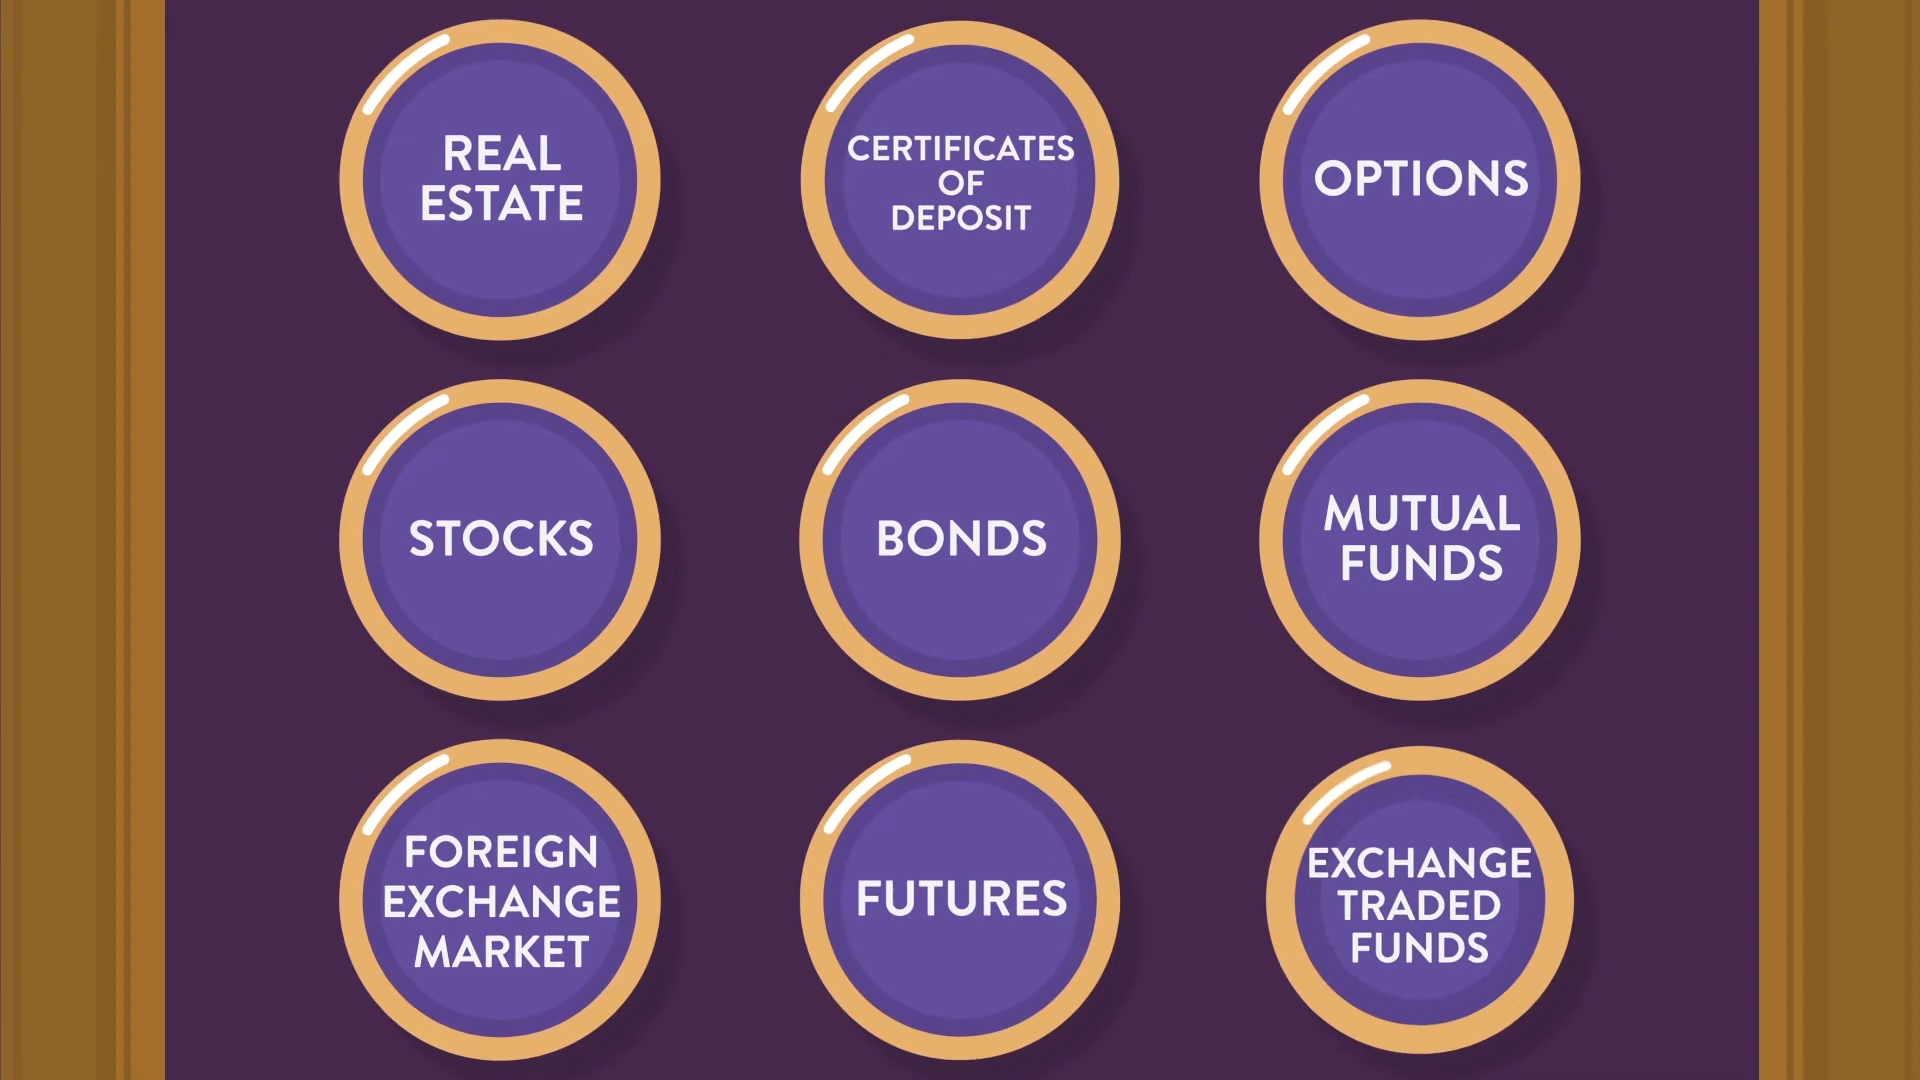 REAL
ESTATE
CERTIFICATES
OF
DEPOSIT
OPTIONS
STOCKS
BONDS
MUTUAL
FUNDS
FOREIGN
EXCHANGE
MARKET
FUTURES
EXCHANGE
TRADED
FUNDS